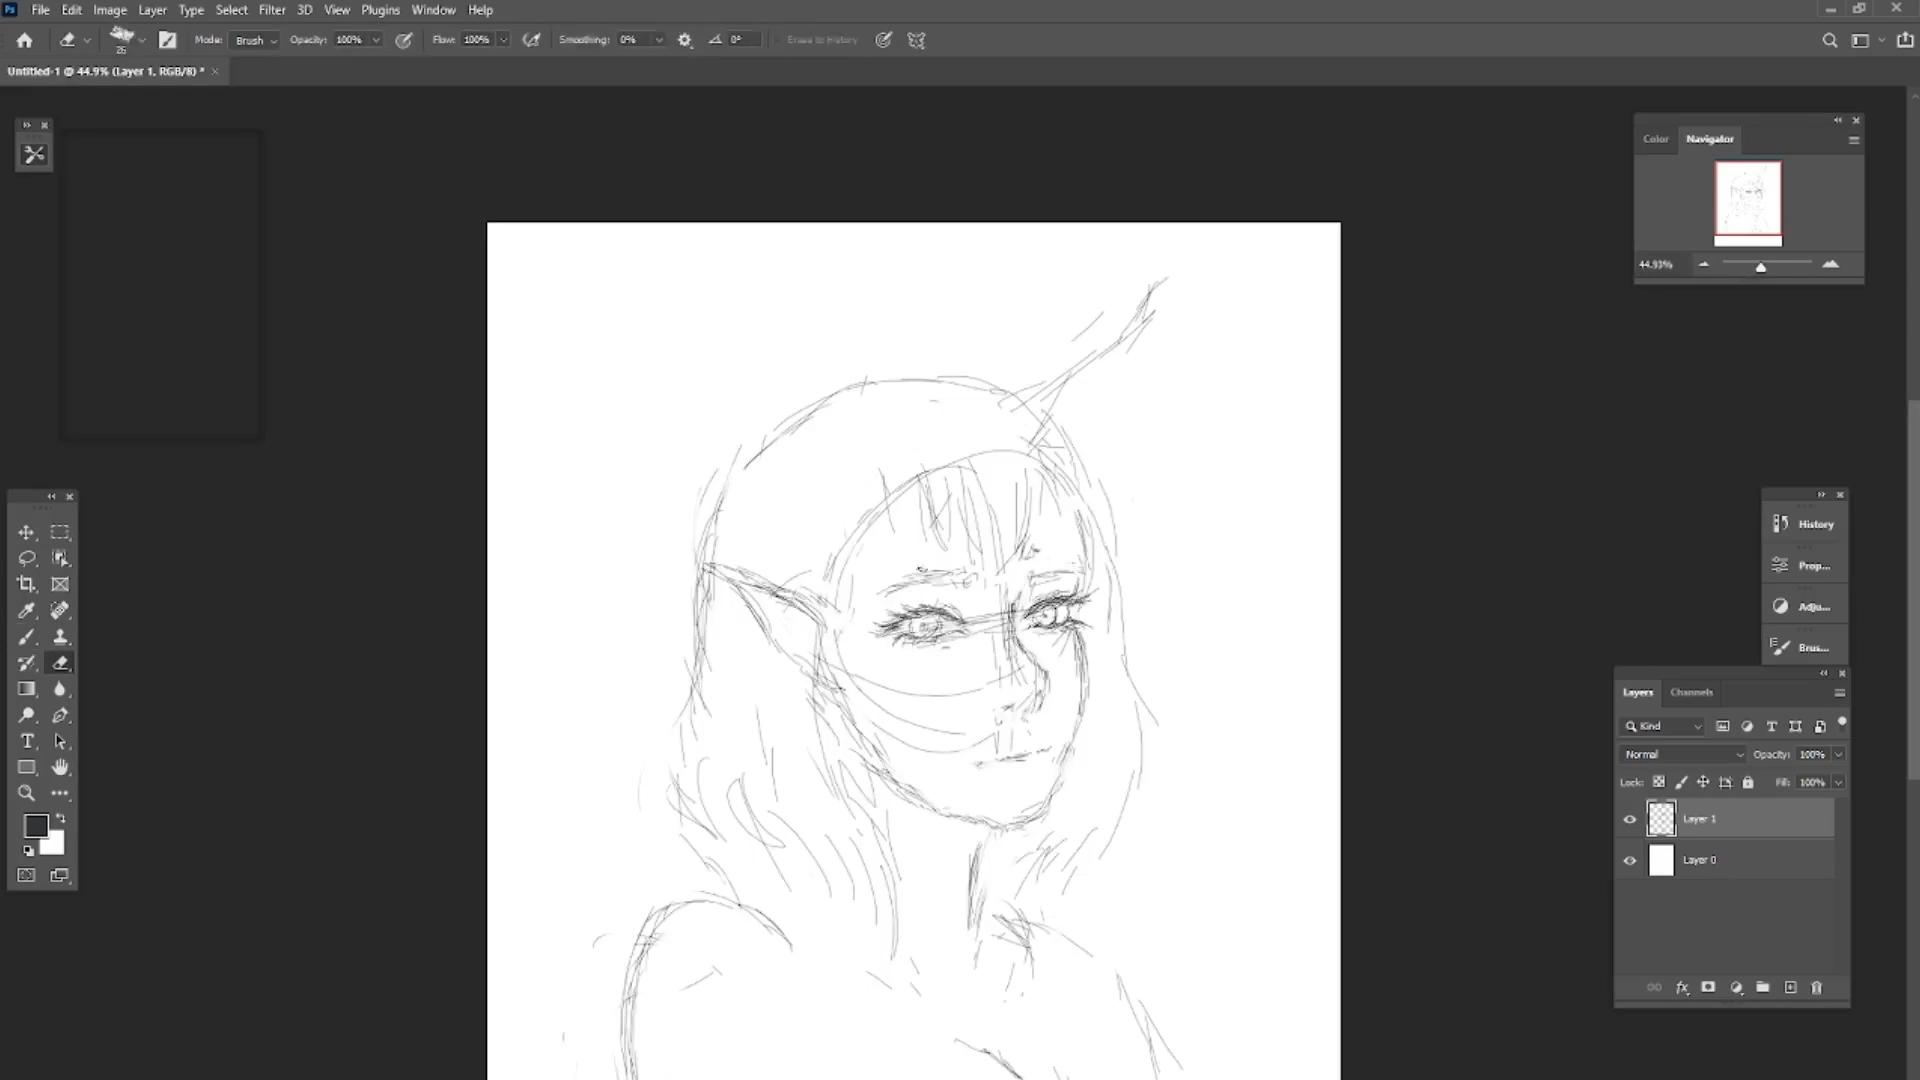 Ps File Edit Image Layer Type Select Filter 3D View Plugins Window Help
26 Mode: Brush Opacity: 100% Flow: 100% Smoothing: 0% 0° Erase to History
Untitled-1 @ 44.9% (Layer 1, RGB/8) *
Color Navigator
44.93%
History
Prop...
Adju...
Brus...
Layers Channels
Kind
Normal Opacity: 100%
Lock: Fill: 100%
Layer 1
Layer 0